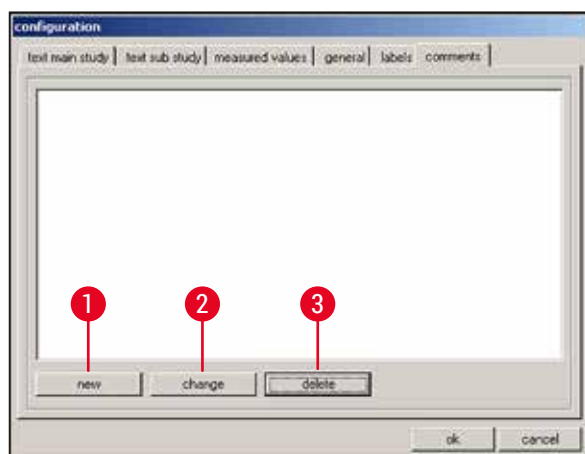 configuration
text main study text sub study measured values general labels comments
1 2 3
new change delete
ok cancel